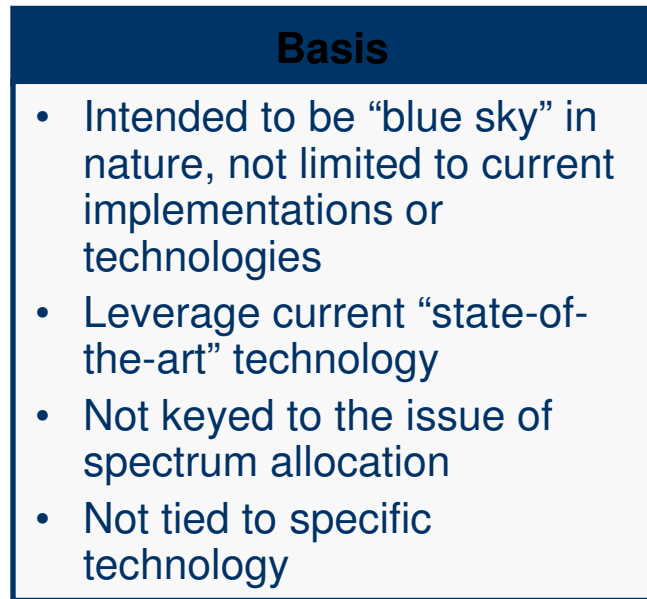 Basis
• Intended to be “blue sky” in
nature, not limited to current
implementations or
technologies
• Leverage current “state-of-
the-art” technology
• Not keyed to the issue of
spectrum allocation
• Not tied to specific
technology